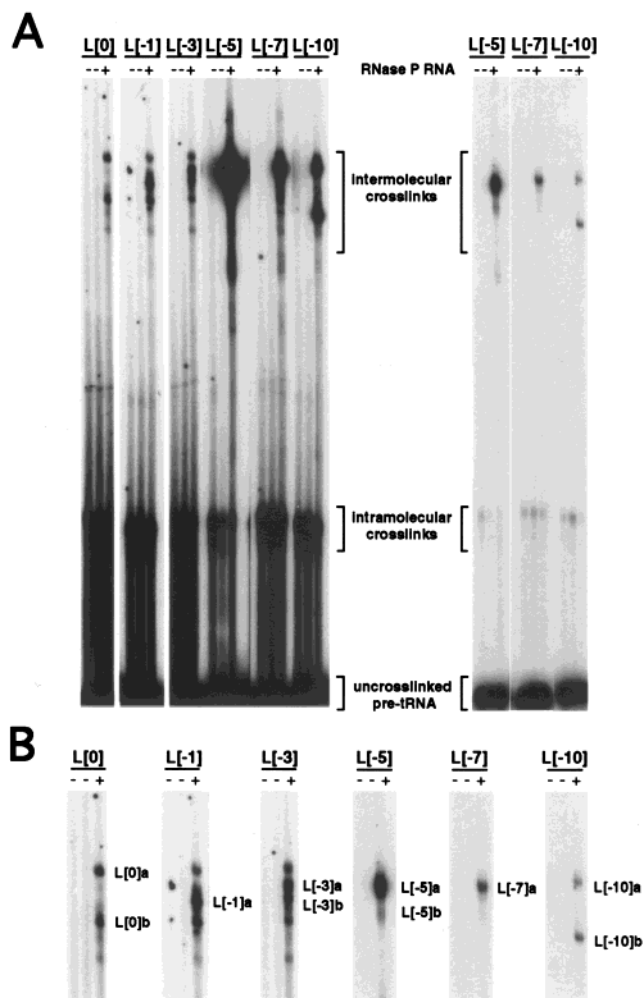 A
L[0] L[-1] L[-3] L[-5] L[-7] L[-10] L[-5] L[-7] L[-10]
--+ --+ --+ --+ --+ --+ RNase P RNA --+ --+ --+
intermolecular
crosslinks
intramolecular
crosslinks
uncrosslinked
pre-tRNA
B
L[0] L[-1] L[-3] L[-5] L[-7] L[-10]
- - + - - + - - + - - + - - + - - +
L[0]a L[-3]a L[-5]a L[-7]a L[-10]a
L[-1]a L[-3]b L[-5]b
L[0]b L[-10]b